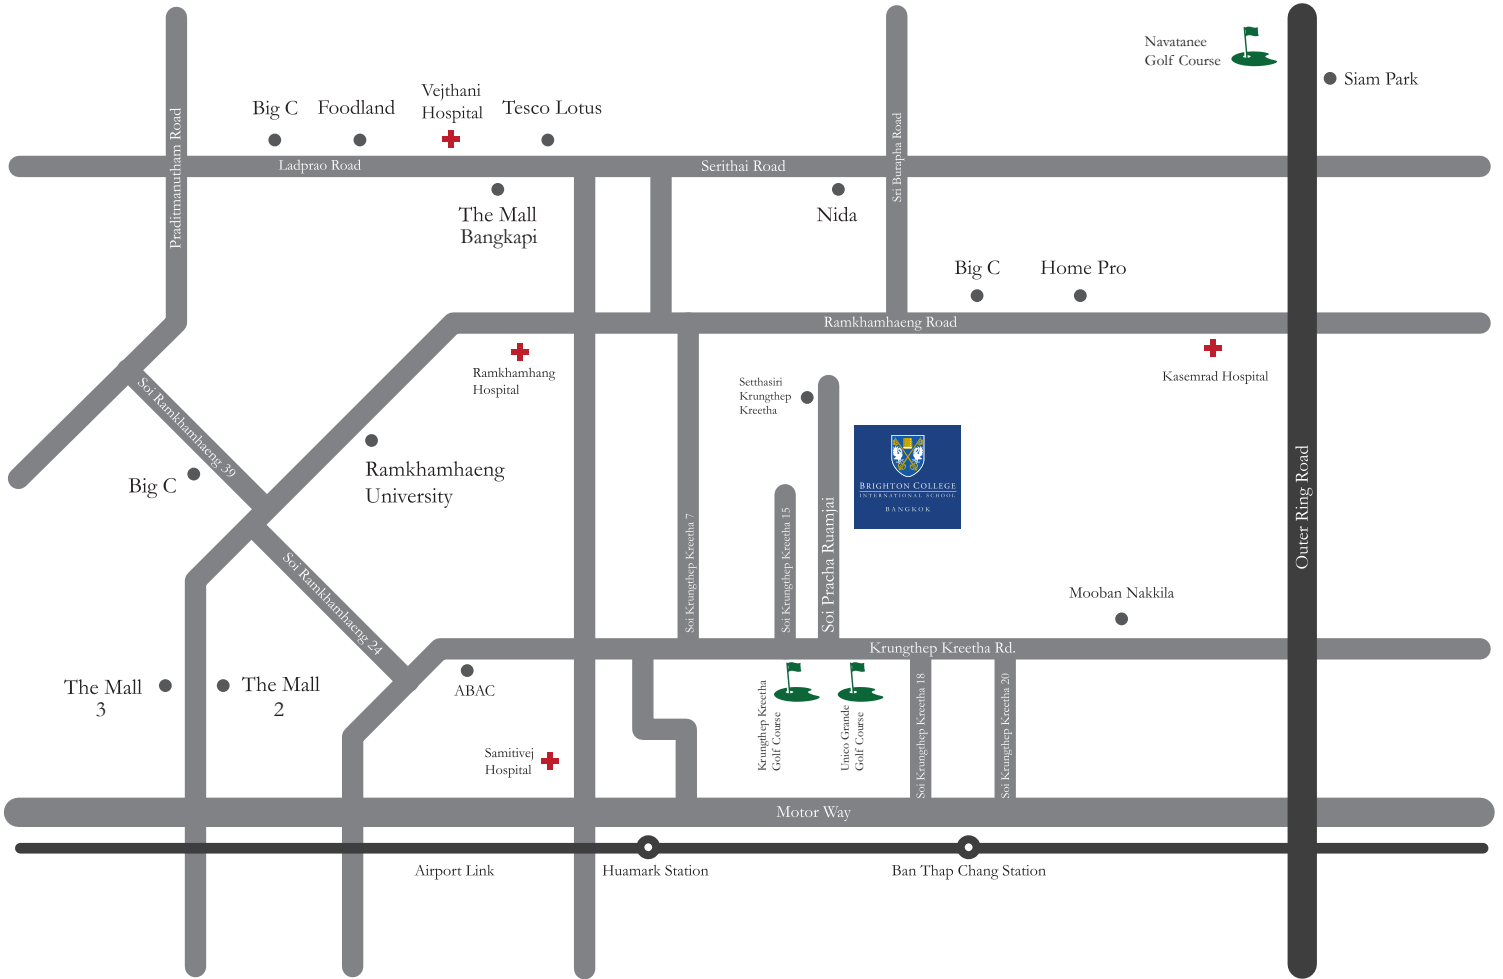 Navatanee
Golf Course
Siam Park
Big C
Foodland
Vejthani
Hospital
Tesco Lotus
Praditmanutham Road
Ladprao Road
Serithai Road
Sri Burapha Road
The Mall
Bangkapi
Nida
Big C
Home Pro
Ramkhamhaeng Road
Ramkhamhang
Hospital
Kasemrad Hospital
Setthasiri
Krungthep
Kreetha
Soi Ramkhamhaeng 39
Big C
Ramkhamhaeng
University
BRIGHTON COLLEGE
INTERNATIONAL SCHOOL
BANGKOK
Outer Ring Road
Soi Krungthep Kreetha 7
Soi Krungthep Kreetha 15
Soi Pracha Ruamjai
Soi Ramkhamhaeng 24
Mooban Nakkila
Krungthep Kreetha Rd.
The Mall
3
The Mall
2
ABAC
Krungthep Kreetha
Golf Course
Unico Grande
Golf Course
Soi Krungthep Kreetha 18
Soi Krungthep Kreetha 20
Samitivej
Hospital
Motor Way
Airport Link
Huamark Station
Ban Thap Chang Station